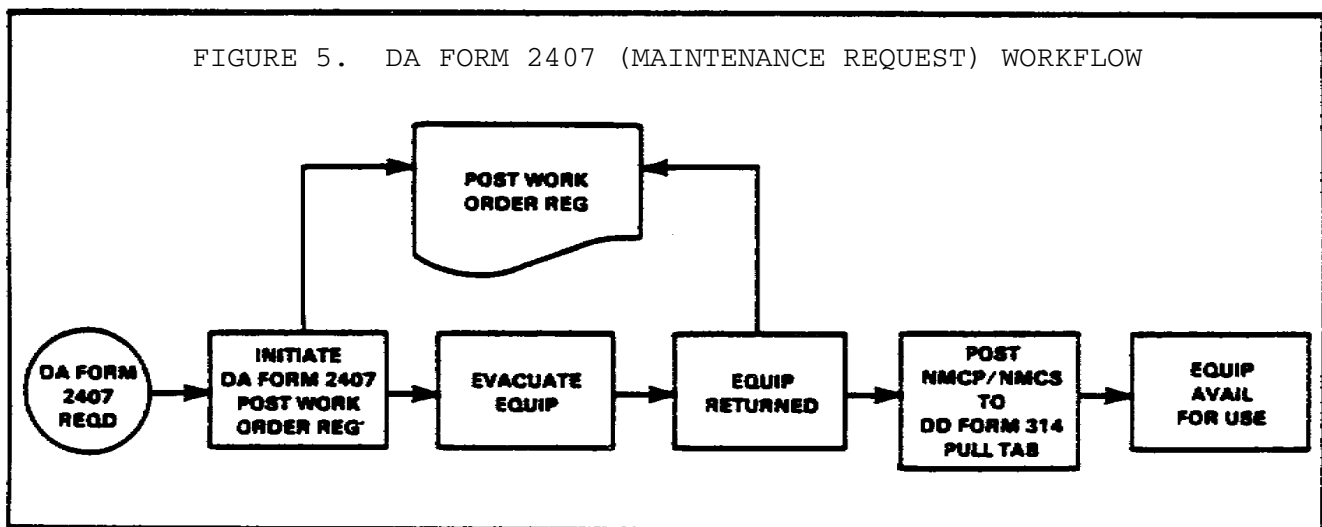 FIGURE 5. DA FORM 2407 (MAINTENANCE REQUEST) WORKFLOW
POST WORK
ORDER REG
DA FORM
2407
REQD
INITIATE
DA FORM 2407
POST WORK
ORDER REG
EVACUATE
EQUIP
EQUIP
RETURNED
POST
NMCP/NMCS
TO
DD FORM 314
PULL TAB
EQUIP
AVAIL
FOR USE